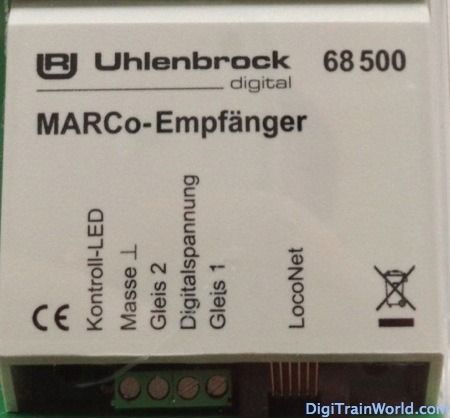 Uhlenbrock 68 500
digital
MARCo-Empfänger
Kontroll-LED
Masse ⊥
Gleis 2
Digitalspannung
Gleis 1
LocoNet
CE
DigiTrainWorld.com